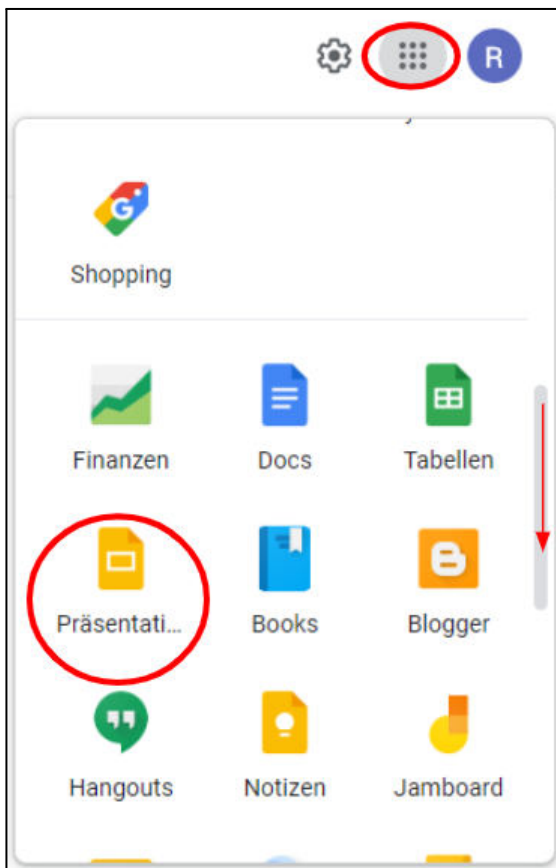 R
Shopping
Finanzen Docs Tabellen
Präsentati... Books Blogger
Hangouts Notizen Jamboard